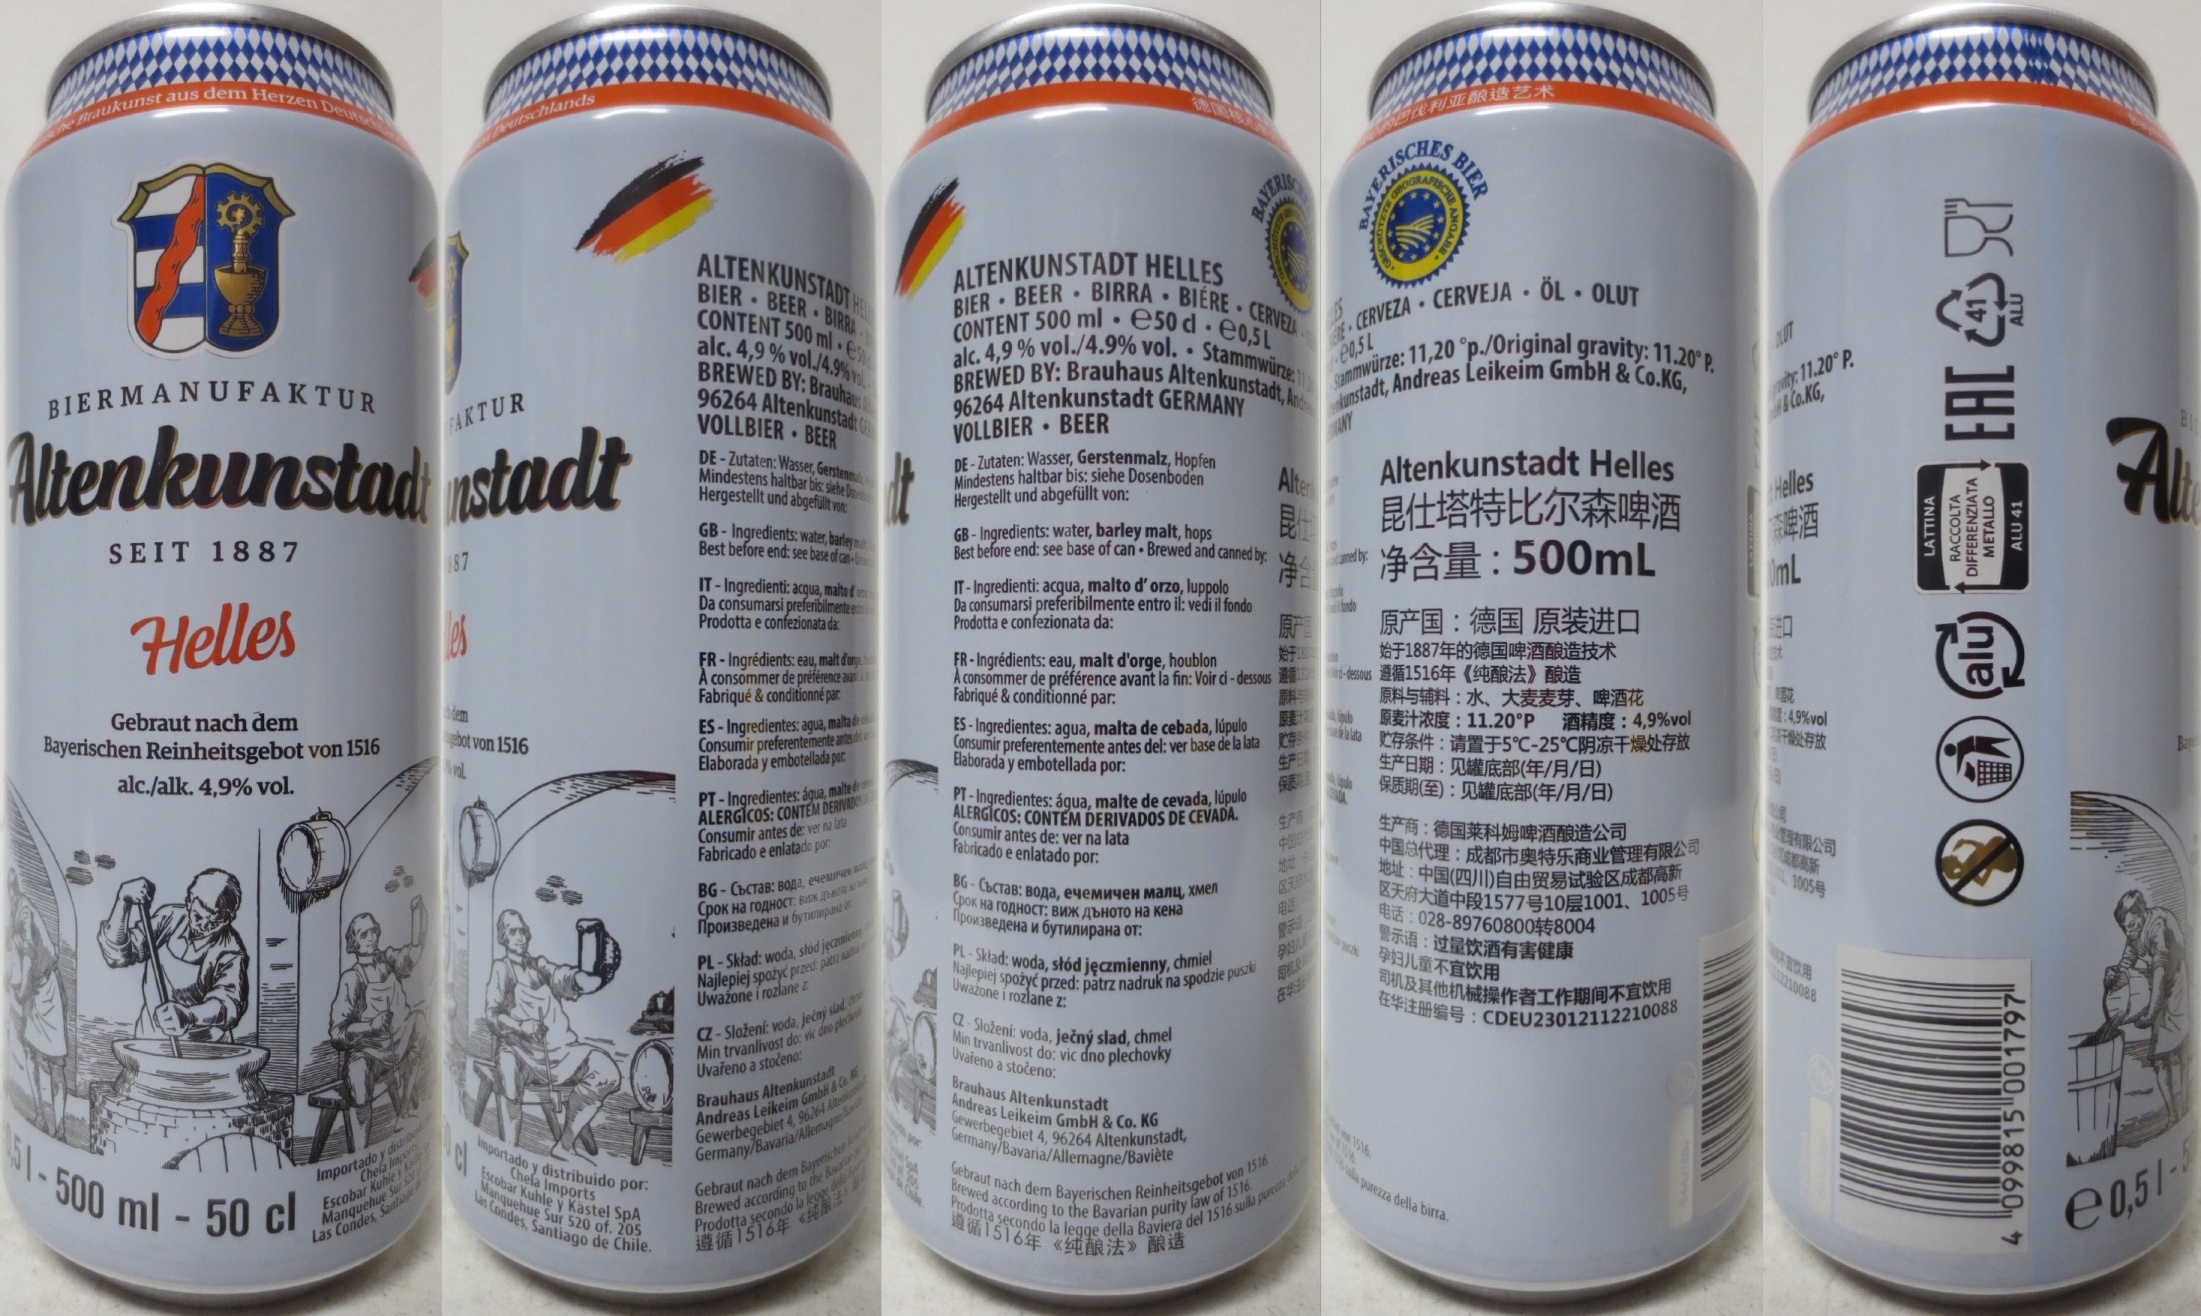 che Braukunst aus dem Herzen Deutschlands
BIERMANUFAKTUR
Altenkunstadt
SEIT 1887
Helles
Gebraut nach dem
Bayerischen Reinheitsgebot von 1516
alc./alk. 4,9% vol.
0,5 l - 500 ml - 50 cl
Importado y distribuido por:
Chela Imports
Escobar Kuhle y Kästel SpA
Manquehue Sur 520 of. 205
Las Condes, Santiago de Chile.
ALTENKUNSTADT HELLES
BIER • BEER • BIRRA • BIÉRE • CERVEZA • CERVEJA • ÖL • OLUT
CONTENT 500 ml • e50 cl • e0,5 L
alc. 4,9 % vol./4.9% vol. • Stammwürze: 11,20 °p./Original gravity: 11.20° P.
BREWED BY: Brauhaus Altenkunstadt, Andreas Leikeim GmbH & Co.KG,
96264 Altenkunstadt GERMANY
VOLLBIER • BEER
DE - Zutaten: Wasser, Gerstenmalz, Hopfen
Mindestens haltbar bis: siehe Dosenboden
Hergestellt und abgefüllt von:
GB - Ingredients: water, barley malt, hops
Best before end: see base of can • Brewed and canned by:
IT - Ingredienti: acqua, malto d' orzo, luppolo
Da consumarsi preferibilmente entro il: vedi il fondo
Prodotta e confezionata da:
FR - Ingrédients: eau, malt d'orge, houblon
À consommer de préférence avant la fin: Voir ci - dessous
Fabriqué & conditionné par:
ES - Ingredientes: agua, malta de cebada, lúpulo
Consumir preferentemente antes del: ver base de la lata
Elaborada y embotellada por:
PT - Ingredientes: água, malte de cevada, lúpulo
ALERGICOS: CONTÉM DERIVADOS DE CEVADA.
Consumir antes de: ver na lata
Fabricado e enlatado por:
BG - Състав: вода, ечемичен малц, хмел
Срок на годност: виж дъното на кена
Произведена и бутилирана от:
PL - Skład: woda, słód jęczmienny, chmiel
Najlepiej spożyć przed: patrz nadruk na spodzie puszki
Uważone i rozlane z:
CZ - Složení: voda, ječný slad, chmel
Min trvanlivost do: vic dno plechovky
Uvařeno a stočeno:
Brauhaus Altenkunstadt
Andreas Leikeim GmbH & Co. KG
Gewerbegebiet 4, 96264 Altenkunstadt,
Germany/Bavaria/Allemagne/Baviète
Gebraut nach dem Bayerischen Reinheitsgebot von 1516.
Brewed according to the Bavarian purity law of 1516.
Prodotta secondo la legge della Baviera del 1516 sulla purezza della birra.
遵循1516年《纯酿法》酿造
巴伐利亚酿造艺术
BAYERISCHES BIER
GESCHÜTZTE GEOGRAFISCHE ANGABE
Altenkunstadt Helles
昆仕塔特比尔森啤酒
净含量：500mL
原产国：德国 原装进口
始于1887年的德国啤酒酿造技术
遵循1516年《纯酿法》酿造
原料与辅料：水、大麦麦芽、啤酒花
原麦汁浓度：11.20°P 酒精度：4,9%vol
贮存条件：请置于5℃-25℃阴凉干燥处存放
生产日期：见罐底部(年/月/日)
保质期(至)：见罐底部(年/月/日)
生产商：德国莱科姆啤酒酿造公司
中国总代理：成都市奥特乐商业管理有限公司
地址：中国(四川)自由贸易试验区成都高新
区天府大道中段1577号10层1001、1005号
电话：028-89760800转8004
警示语：过量饮酒有害健康
孕妇儿童不宜饮用
司机及其他机械操作者工作期间不宜饮用
在华注册编号：CDEU23012112210088
41
ALU
EAC
LATTINA
RACCOLTA
DIFFERENZIATA
METALLO
ALU 41
alu
4 099815 001797